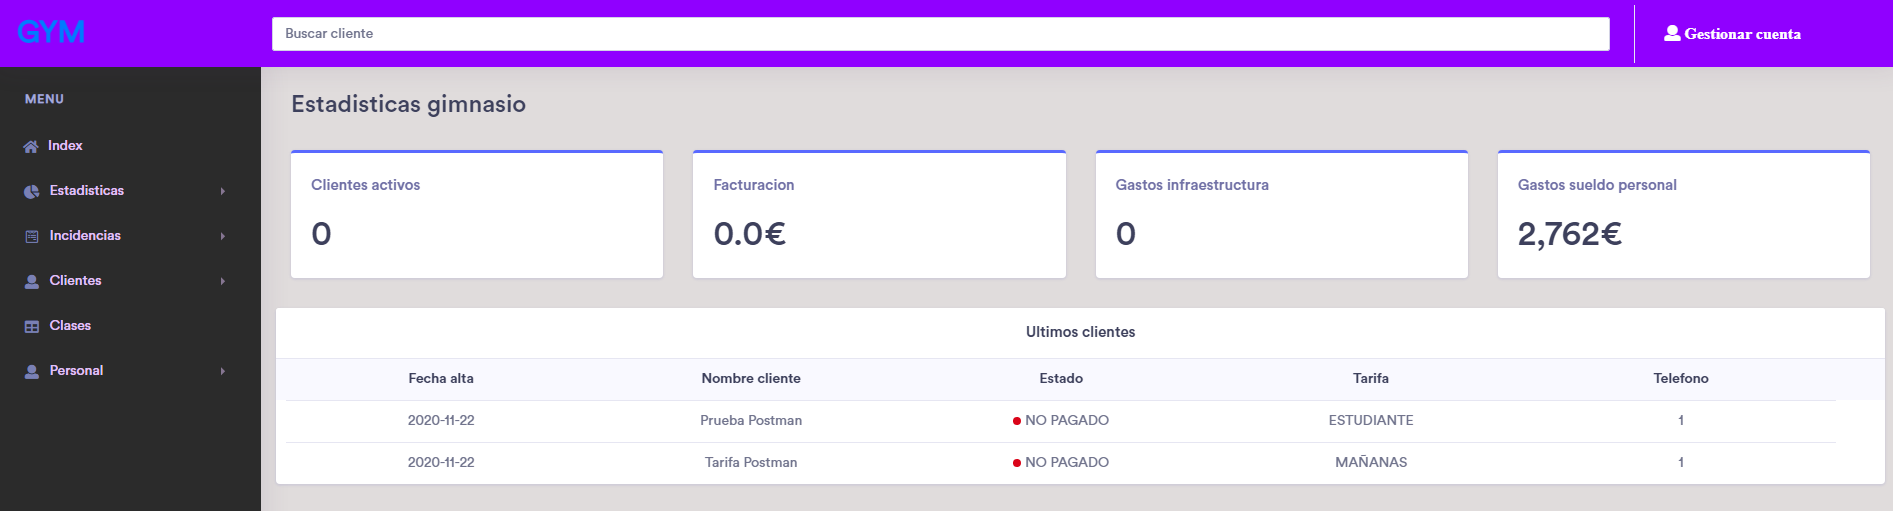 GYM
Buscar cliente
Gestionar cuenta
MENU
Index
Estadisticas
Incidencias
Clientes
Clases
Personal
Estadisticas gimnasio
Clientes activos
0
Facturacion
0.0€
Gastos infraestructura
0
Gastos sueldo personal
2,762€
Ultimos clientes
Fecha alta Nombre cliente Estado Tarifa Telefono
2020-11-22 Prueba Postman NO PAGADO ESTUDIANTE 1
2020-11-22 Tarifa Postman NO PAGADO MAÑANAS 1